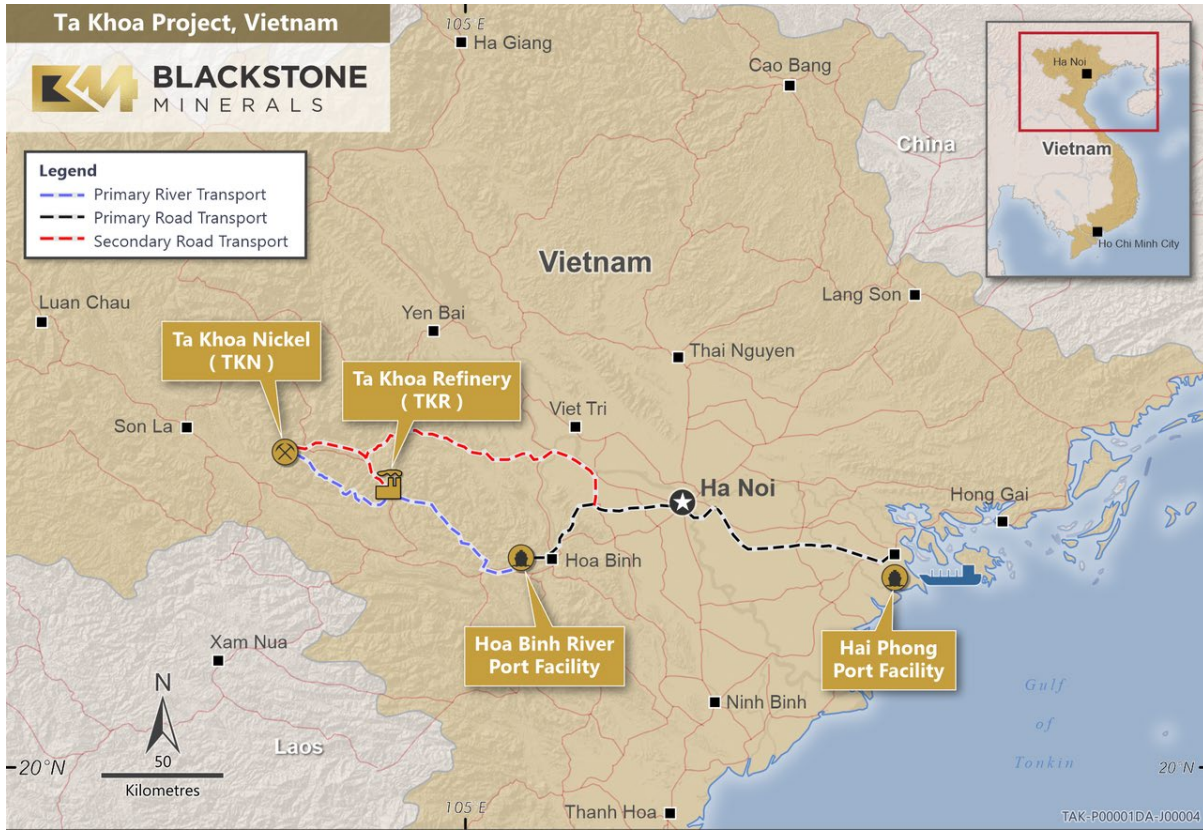 Ta Khoa Project, Vietnam
BLACKSTONE
MINERALS
Legend
Primary River Transport
Primary Road Transport
Secondary Road Transport
105 E
Ha Giang
Cao Bang
China
Ha Noi
Vietnam
Ho Chi Minh City
Vietnam
Luan Chau
Yen Bai
Lang Son
Thai Nguyen
Ta Khoa Nickel
( TKN )
Ta Khoa Refinery
( TKR )
Son La
Viet Tri
Ha Noi
Hong Gai
Hoa Binh
Hoa Binh River
Port Facility
Hai Phong
Port Facility
Xam Nua
N
50
Kilometres
Laos
Ninh Binh
Gulf
of
Tonkin
20°N
20°N
105 E
Thanh Hoa
TAK-P00001DA-J00004